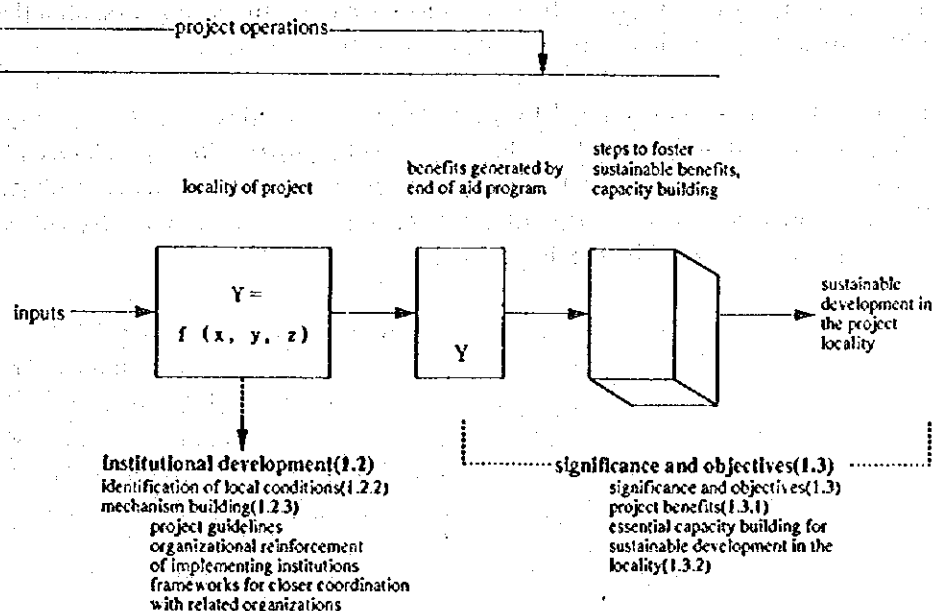 project operations
locality of project
benefits generated by
end of aid program
steps to foster
sustainable benefits,
capacity building
inputs
Y =
f (x, y, z)
Y
sustainable
development in
the project
locality
Institutional development(1.2)
identification of local conditions(1.2.2)
mechanism building(1.2.3)
project guidelines
organizational reinforcement
of implementing institutions
frameworks for closer coordination
with related organizations
significance and objectives(1.3)
significance and objectives(1.3)
project benefits(1.3.1)
essential capacity building for
sustainable development in the
locality(1.3.2)